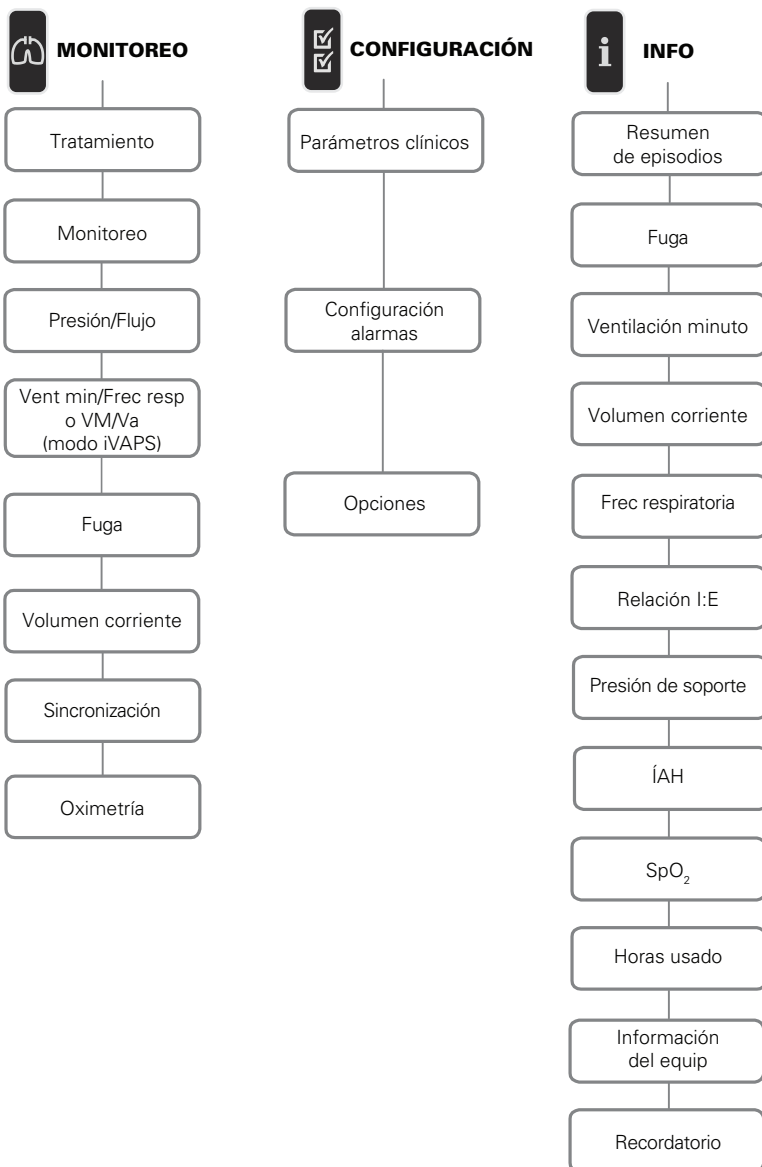 MONITOREO
Tratamiento
Monitoreo
Presión/Flujo
Vent min/Frec resp
o VM/Va
(modo iVAPS)
Fuga
Volumen corriente
Sincronización
Oximetría
CONFIGURACIÓN
Parámetros clínicos
Configuración
alarmas
Opciones
i
INFO
Resumen
de episodios
Fuga
Ventilación minuto
Volumen corriente
Frec respiratoria
Relación I:E
Presión de soporte
ÍAH
SpO₂
Horas usado
Información
del equip
Recordatorio